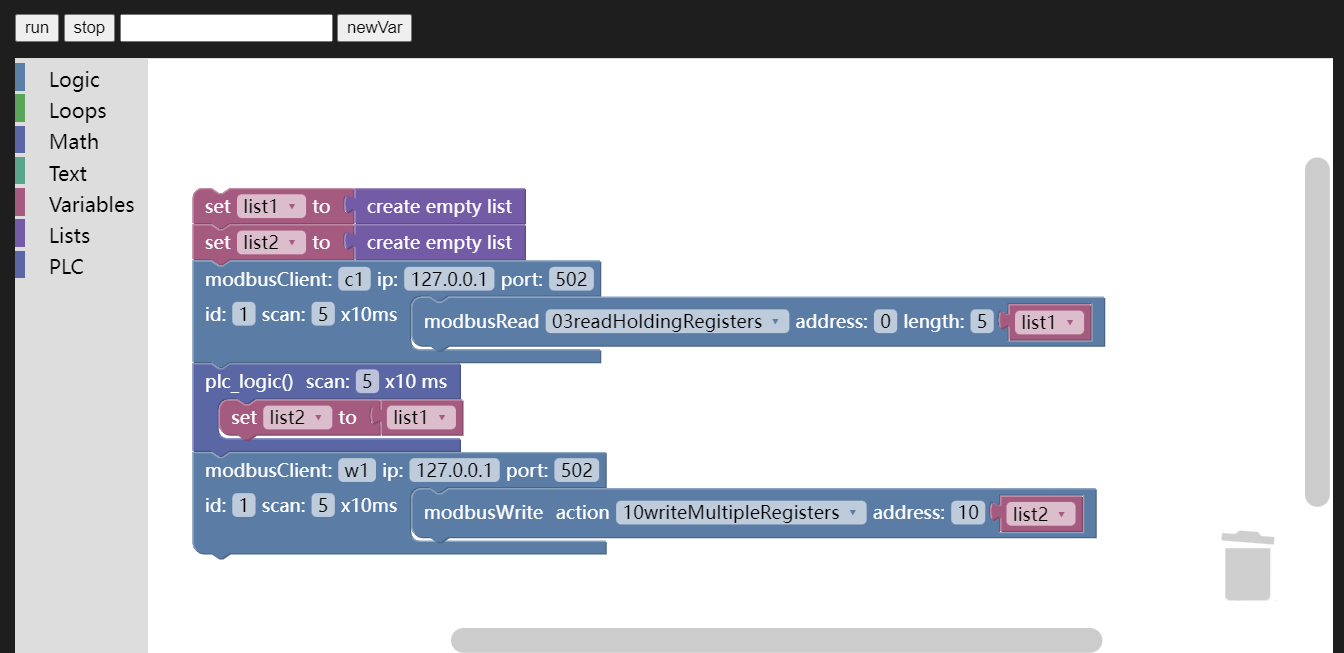 run stop newVar
Logic
Loops
Math
Text
Variables
Lists
PLC
set list1 to create empty list
set list2 to create empty list
modbusClient: c1 ip: 127.0.0.1 port: 502
id: 1 scan: 5 x10ms modbusRead 03readHoldingRegisters address: 0 length: 5 list1
plc_logic() scan: 5 x10 ms
set list2 to list1
modbusClient: w1 ip: 127.0.0.1 port: 502
id: 1 scan: 5 x10ms modbusWrite action 10writeMultipleRegisters address: 10 list2